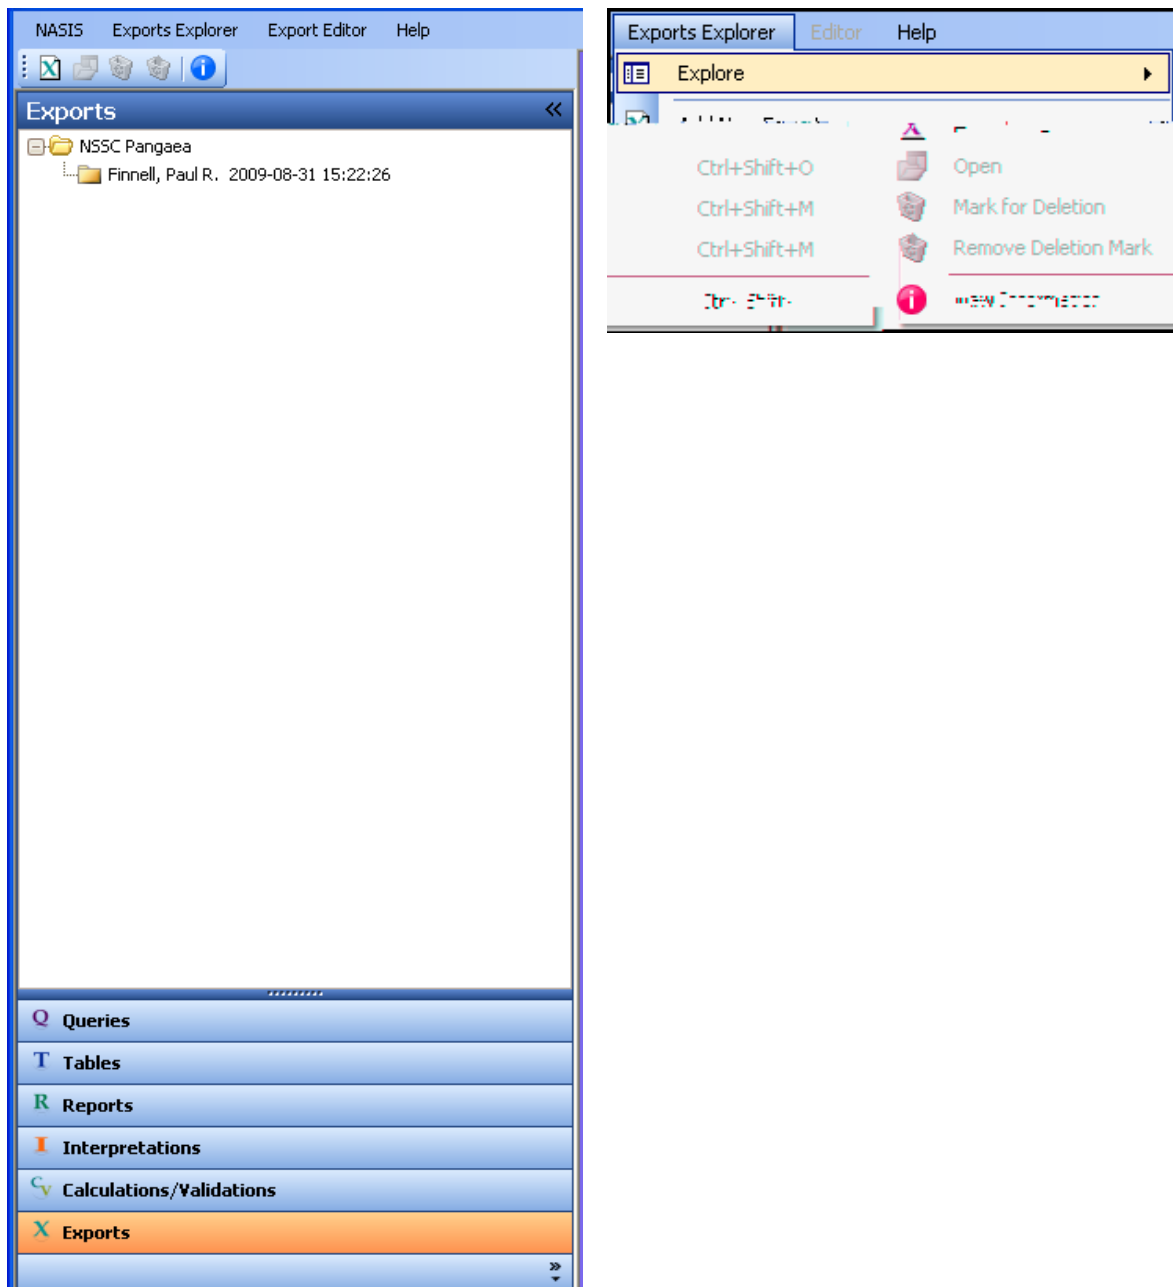 NASIS Exports Explorer Export Editor Help
Exports
NSSC Pangaea
Finnell, Paul R. 2009-08-31 15:22:26
Q Queries
T Tables
R Reports
I Interpretations
CV Calculations/Validations
X Exports
Exports Explorer Editor Help
Explore
Ctrl+Shift+O Open
Ctrl+Shift+M Mark for Deletion
Ctrl+Shift+M Remove Deletion Mark